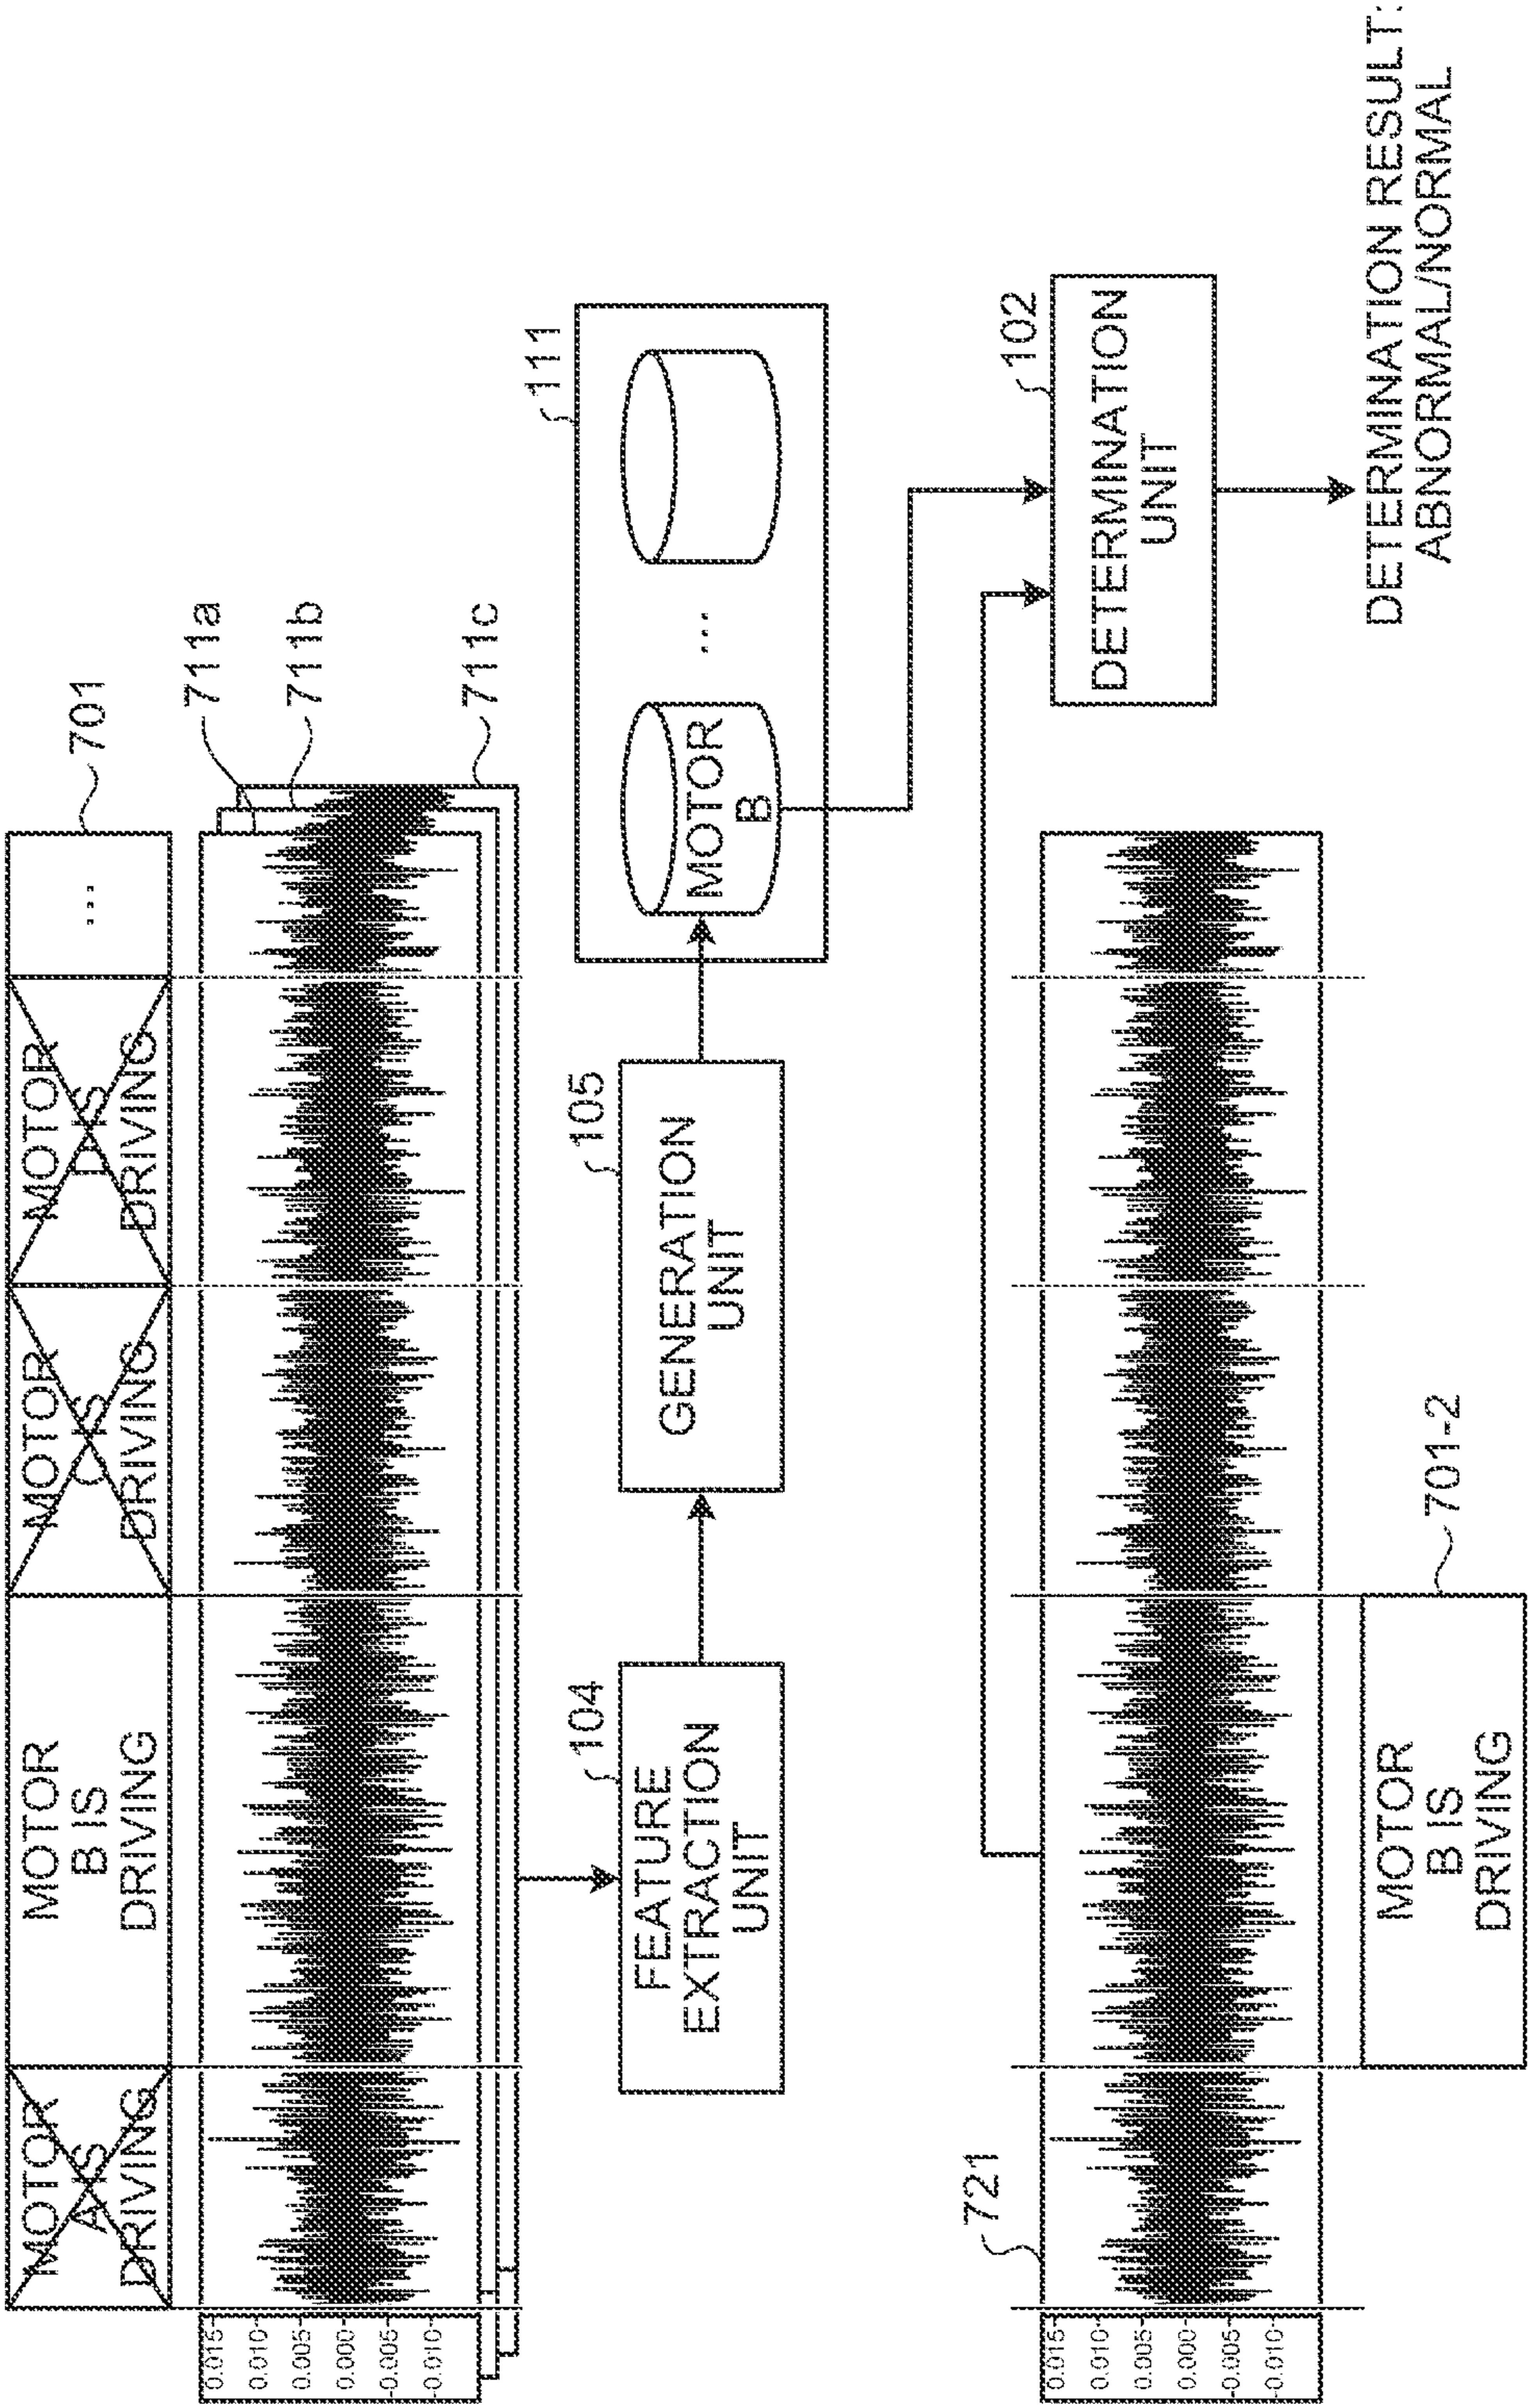 MOTOR
A IS
DRIVING
MOTOR
B IS
DRIVING
MOTOR
C IS
DRIVING
MOTOR
D IS
DRIVING
...
701
0.015
0.010
0.005
0.000
-0.005
-0.010
711a
711b
711c
104
FEATURE
EXTRACTION
UNIT
105
GENERATION
UNIT
111
MOTOR
B
...
721
0.015
0.010
0.005
0.000
-0.005
-0.010
102
DETERMINATION
UNIT
MOTOR
B IS
DRIVING
701-2
DETERMINATION RESULT:
ABNORMAL/NORMAL